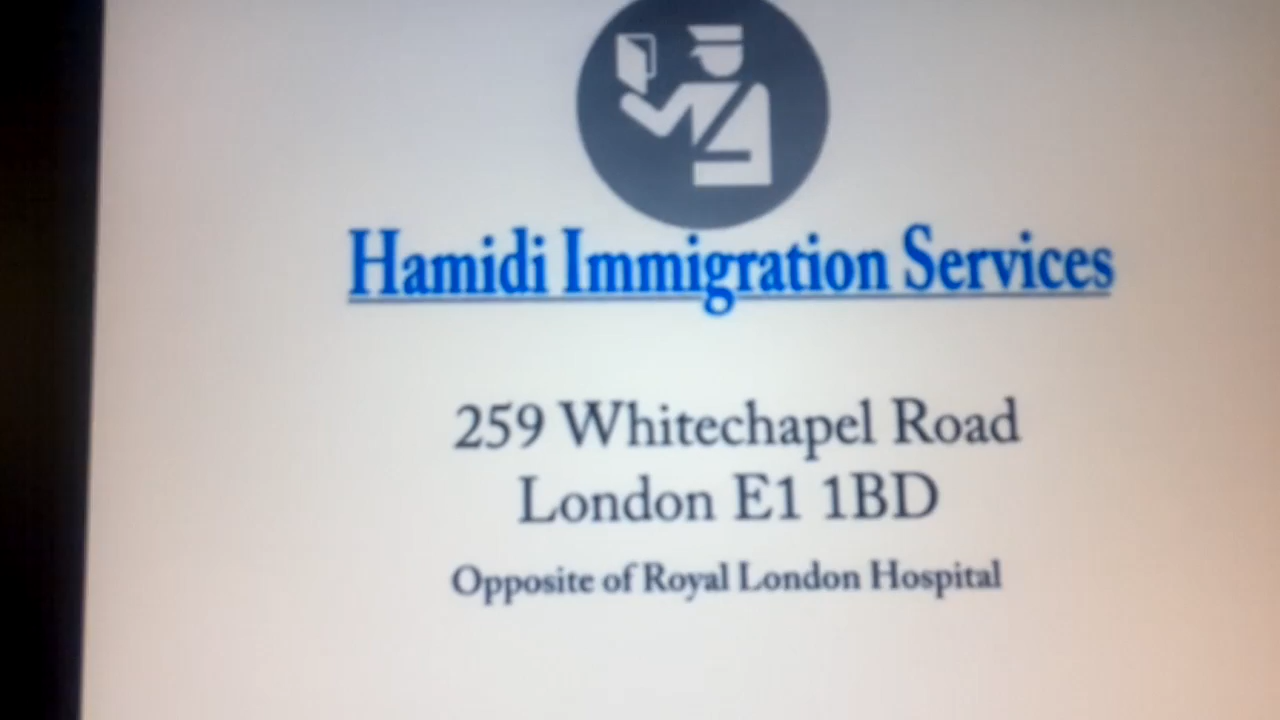 Hamidi Immigration Services
259 Whitechapel Road
London E1 1BD
Opposite of Royal London Hospital